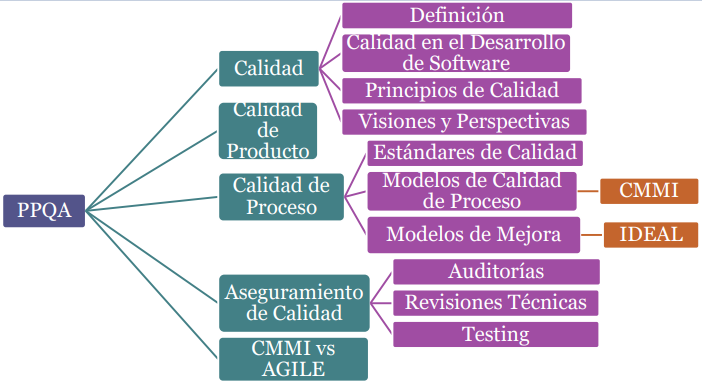 PPQA
Calidad
Definición
Calidad en el Desarrollo
de Software
Principios de Calidad
Visiones y Perspectivas
Calidad
de
Producto
Calidad de
Proceso
Estándares de Calidad
Modelos de Calidad
de Proceso
CMMI
Modelos de Mejora
IDEAL
Aseguramiento
de Calidad
Auditorías
Revisiones Técnicas
Testing
CMMI vs
AGILE